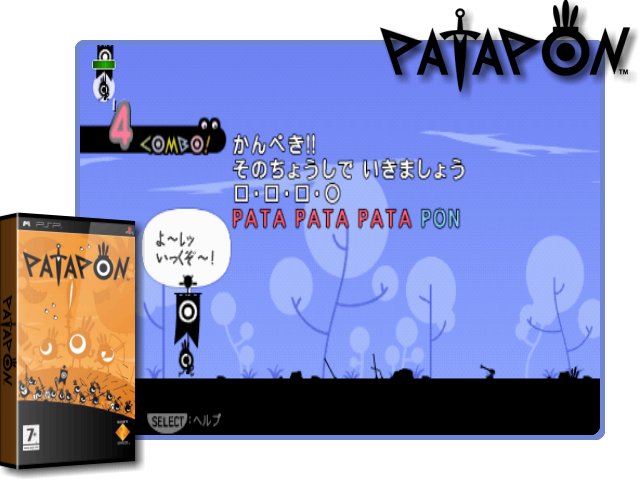 PATAPON™
4 COMBO!
かんぺき!!
そのちょうしで いきましょう
□・□・□・○
PATA PATA PATA PON
よ〜しッ
いっくぞ〜!
SELECT:ヘルプ
PSP
PATAPON
PATAPON
7+
SONY